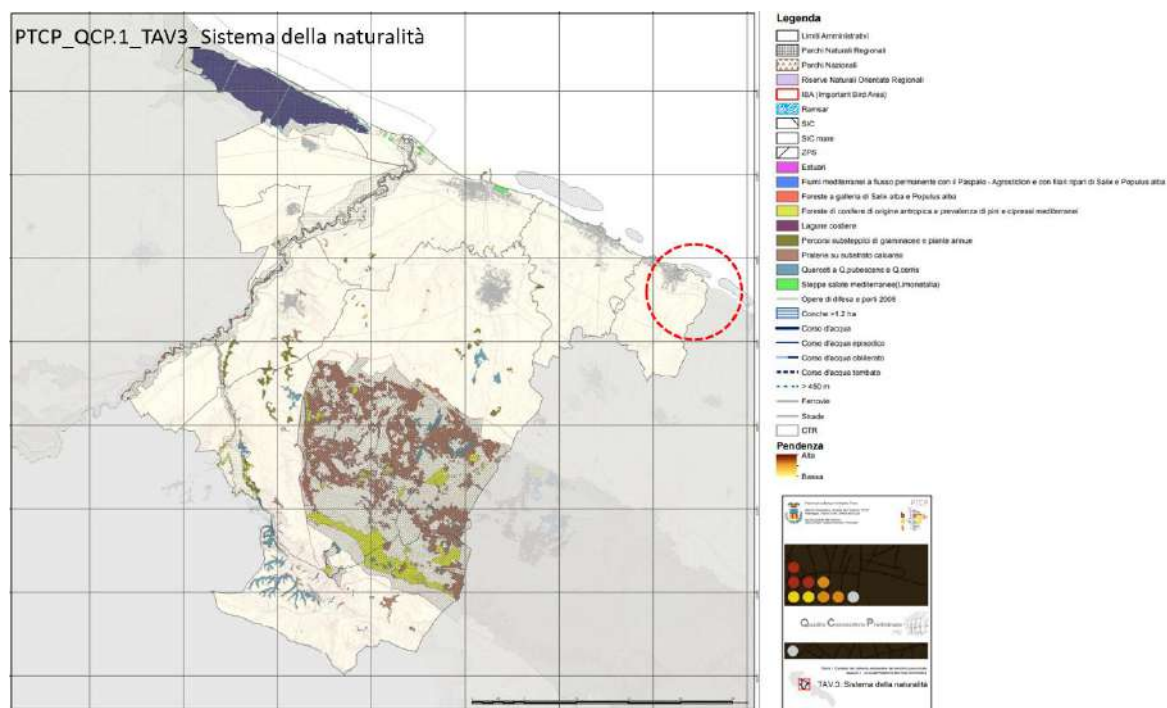 PTCP_QCP.1_TAV3_Sistema della naturalità
Legenda
Limiti Amministrativi
Parchi Naturali Regionali
Parchi Nazionali
Riserve Naturali Orientate Regionali
IBA (Important Bird Area)
Ramsar
SIC
SIC mare
ZPS
Estuari
Fiumi mediterranei a flusso permanente con il Paspalo - Agrostidion e con filari ripari di Salix e Populus alba
Foreste a galleria di Salix alba e Populus alba
Foreste di conifere di origine antropica a prevalenza di pini e cipressi mediterranei
Lagune costiere
Percorsi substeppici di graminacee e piante annue
Praterie su substrato calcareo
Querceti a Q.pubescens e Q.cerris
Steppe salate mediterranee(Limonietalia)
Opere di difesa e porti 2006
Conche >1.2 ha
Corso d'acqua
Corso d'acqua episodico
Corso d'acqua obliterato
Corso d'acqua tombato
> 450 m
Ferrovie
Strade
CTR
Pendenza
Alta
Bassa
PTCP
Quadro Conoscitivo Preliminare
TAV.3. Sistema della naturalità